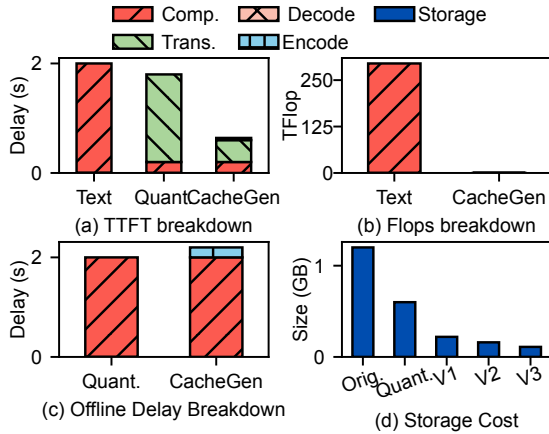 Comp. Decode Storage
Trans. Encode
Delay (s)
2
0
Text Quant. CacheGen
(a) TTFT breakdown
TFlop
250
125
0
Text CacheGen
(b) Flops breakdown
Delay (s)
2
0
Quant. CacheGen
(c) Offline Delay Breakdown
Size (GB)
1
0
Orig. Quant. V1 V2 V3
(d) Storage Cost